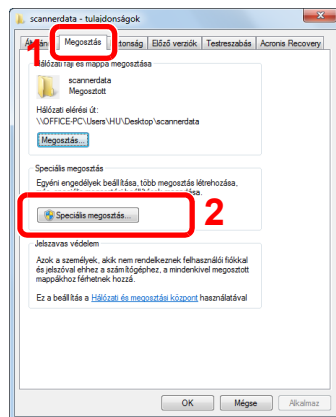 scannerdata - tulajdonságok
Megosztás
Előző verziók
Testreszabás
Acronis Recovery
1
Hálózati fájl és mappa megosztása
scannerdata
Megosztott
Hálózati elérési út:
\\OFFICE-PC\Users\HU\Desktop\scannerdata
Megosztás...
Speciális megosztás
Egyéni engedélyek beállítása, több megosztás létrehozása,
Speciális megosztás...
2
Jelszavas védelem
Azok a személyek, akik nem rendelkeznek felhasználói fiókkal
és jelszóval ehhez a számítógéphez, a mindenkivel megosztott
mappákhoz férhetnek hozzá.
Ez a beállítás a Hálózati és megosztási központ használatával
OK
Mégse
Alkalmaz